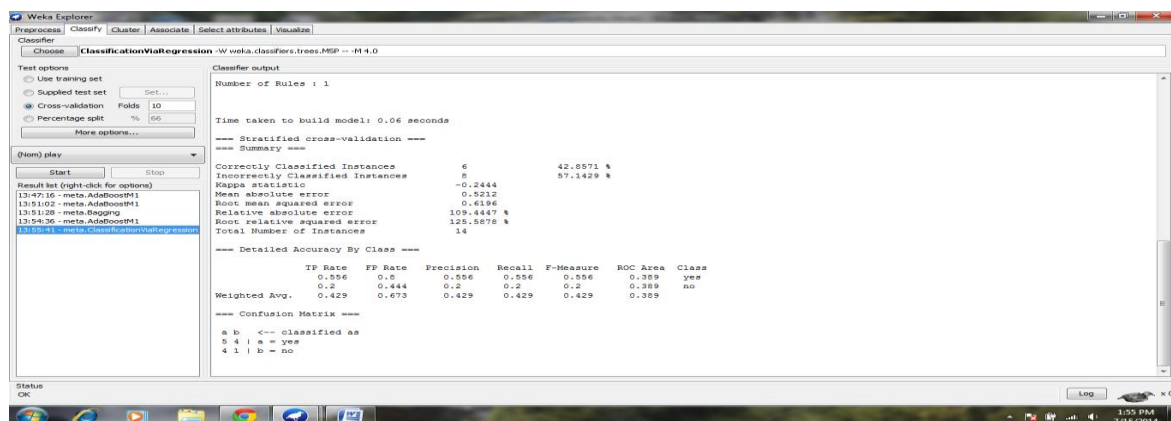 Weka Explorer
Preprocess Classify Cluster Associate Select attributes Visualize
Classifier
Choose ClassificationViaRegression -W weka.classifiers.trees.M5P -- -M 4.0
Test options
Use training set
Supplied test set Set...
Cross-validation Folds 10
Percentage split % 66
More options...
(Nom) play
Start Stop
Result list (right-click for options)
13:47:16 - meta.AdaBoostM1
13:51:02 - meta.AdaBoostM1
13:51:28 - meta.Bagging
13:54:36 - meta.AdaBoostM1
13:55:41 - meta.ClassificationViaRegression
Classifier output
Number of Rules : 1
Time taken to build model: 0.06 seconds
=== Stratified cross-validation ===
=== Summary ===
Correctly Classified Instances 6 42.8571 %
Incorrectly Classified Instances 8 57.1429 %
Kappa statistic -0.2444
Mean absolute error 0.5212
Root mean squared error 0.6196
Relative absolute error 109.4447 %
Root relative squared error 125.5878 %
Total Number of Instances 14
=== Detailed Accuracy By Class ===
TP Rate FP Rate Precision Recall F-Measure ROC Area Class
0.556 0.8 0.556 0.556 0.556 0.389 yes
0.2 0.444 0.2 0.2 0.2 0.389 no
Weighted Avg. 0.429 0.673 0.429 0.429 0.429 0.389
=== Confusion Matrix ===
a b <-- classified as
5 4 | a = yes
4 1 | b = no
Status
OK
Log
x 0
1:55 PM
7/15/2014